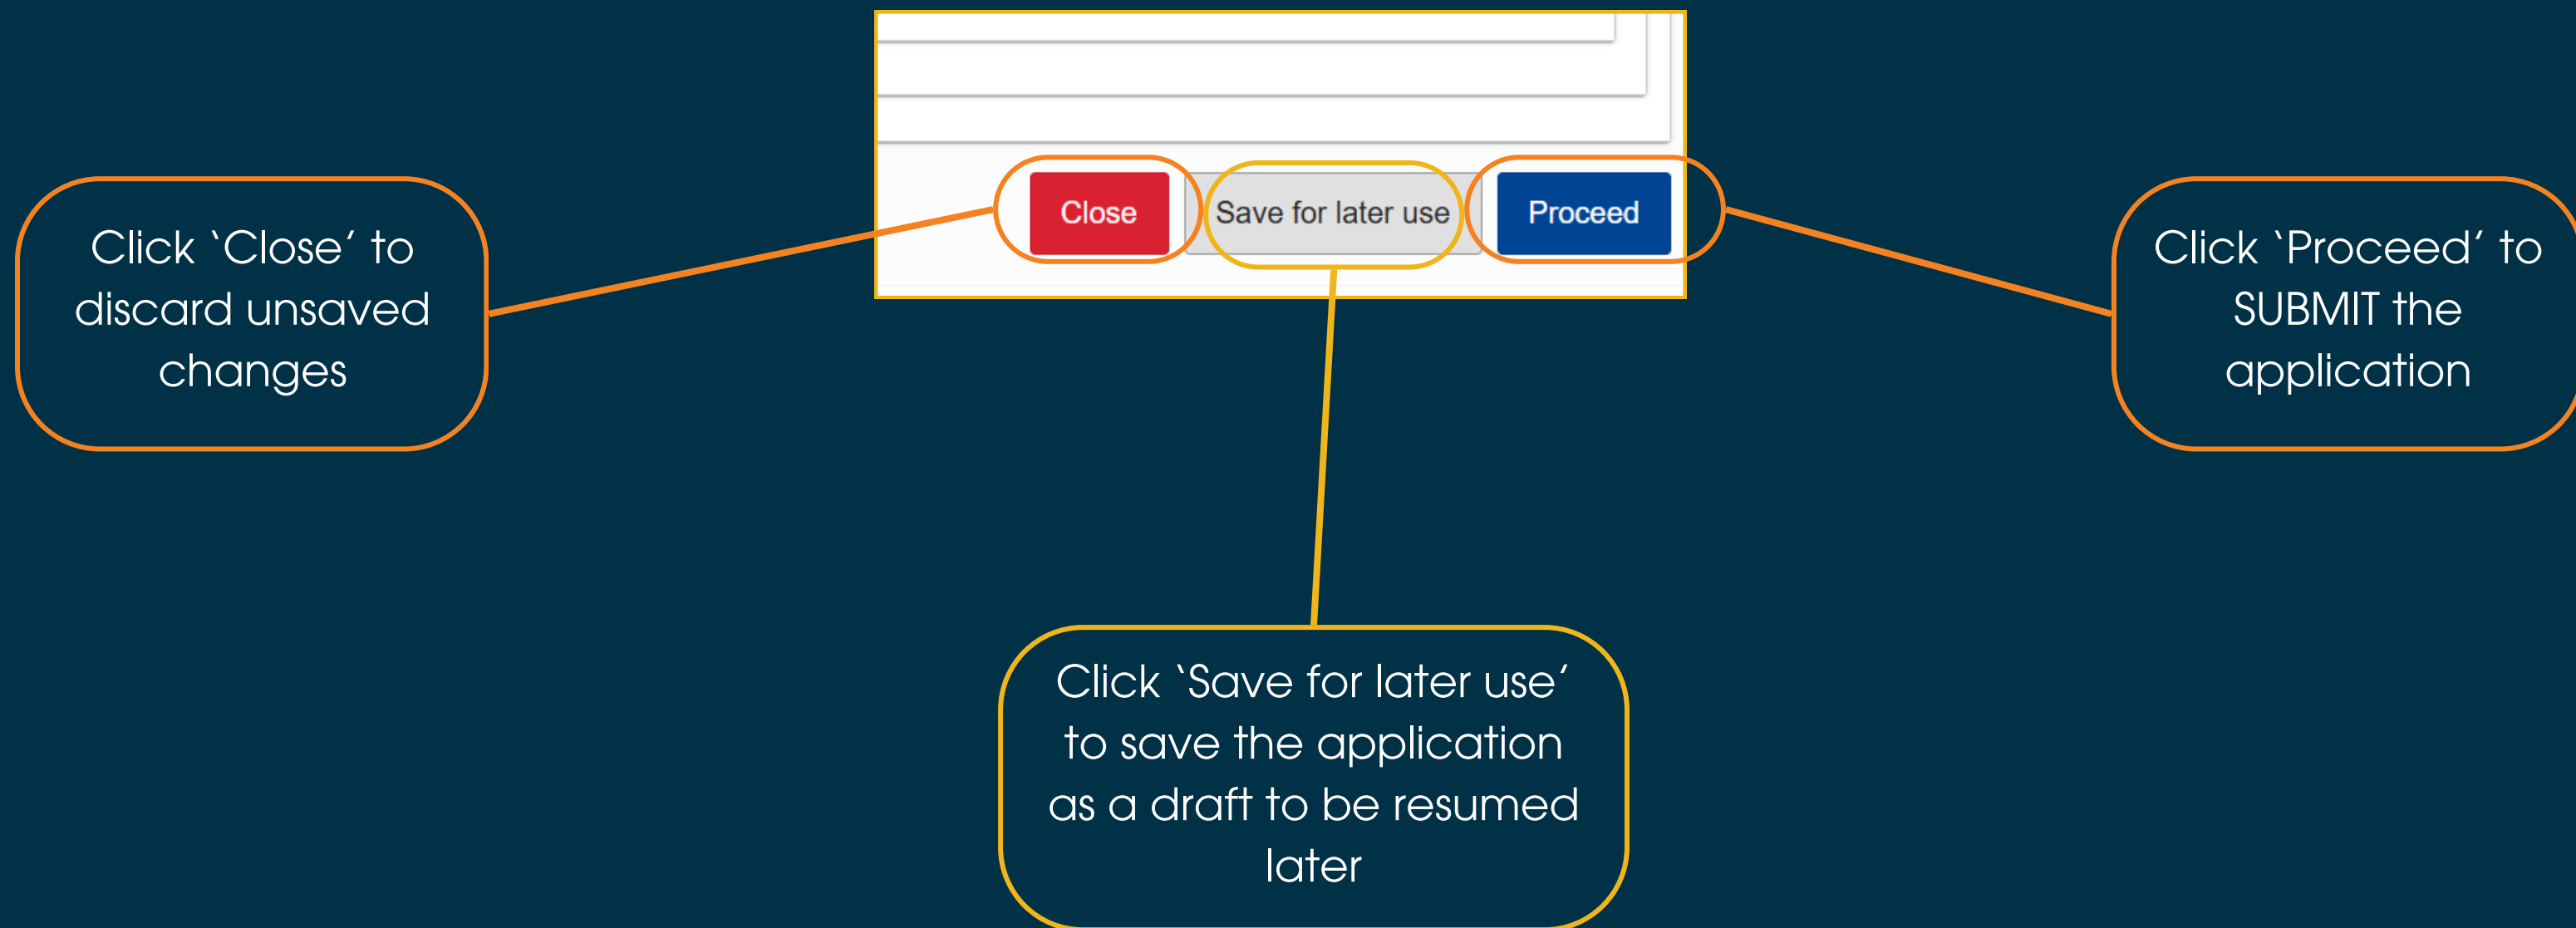 Close
Save for later use
Proceed
Click ‘Close’ to
discard unsaved
changes
Click ‘Proceed’ to
SUBMIT the
application
Click ‘Save for later use’
to save the application
as a draft to be resumed
later